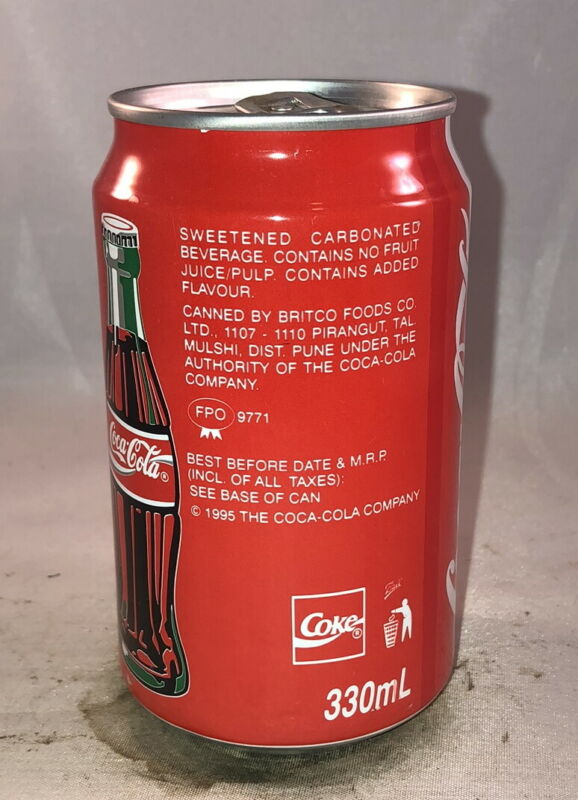 SWEETENED CARBONATED
BEVERAGE. CONTAINS NO FRUIT
JUICE/PULP. CONTAINS ADDED
FLAVOUR.
CANNED BY BRITCO FOODS CO.
LTD., 1107 - 1110 PIRANGUT, TAL.
MULSHI, DIST. PUNE UNDER THE
AUTHORITY OF THE COCA-COLA
COMPANY.
FPO 9771
Coca-Cola®
BEST BEFORE DATE & M.R.P.
(INCL. OF ALL TAXES):
SEE BASE OF CAN
© 1995 THE COCA-COLA COMPANY
Coke®
330mL